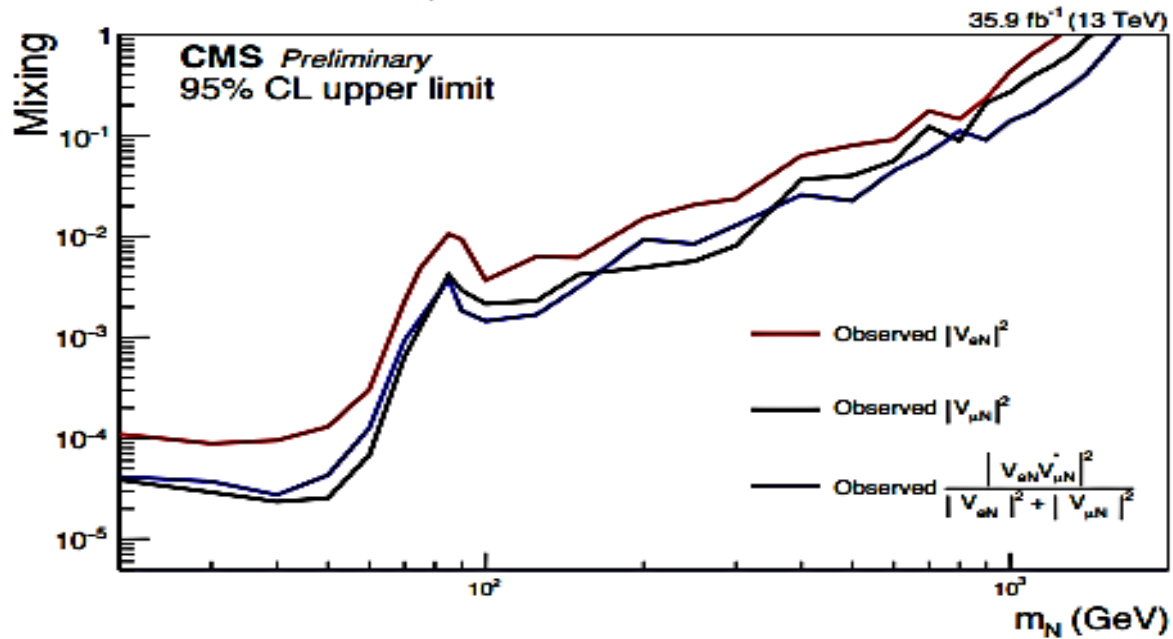 35.9 fb⁻¹ (13 TeV)
Mixing
CMS Preliminary
95% CL upper limit
1
10⁻¹
10⁻²
10⁻³
10⁻⁴
10⁻⁵
Observed |V_eN|²
Observed |V_μN|²
Observed | V_eN V*_μN |² / | V_eN |² + | V_μN |²
10² 10³
m_N (GeV)